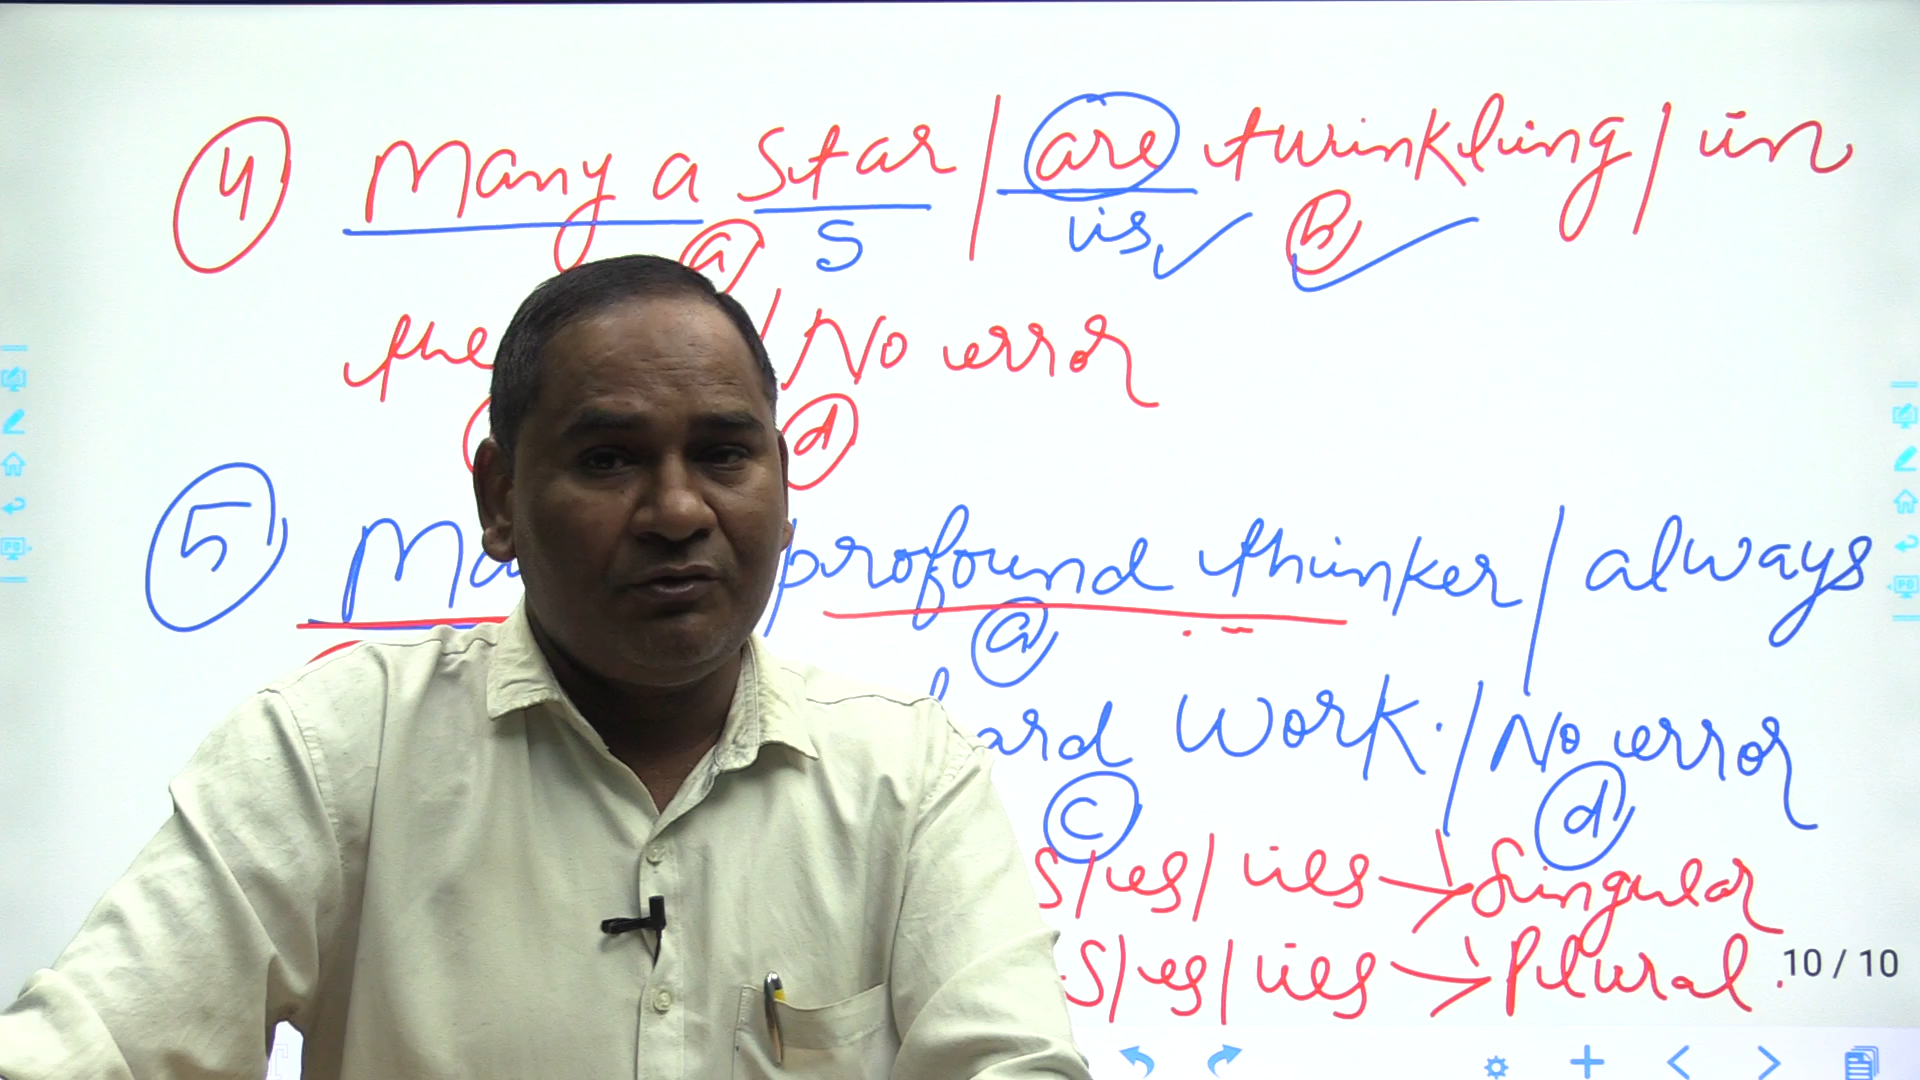 4 Many a Star / are twinkling / in
a S is B
the / No error
d
5 profound thinker / always
a
hard Work. / No error
c d
S/es/ies → Singular
S/es/ies → Plural.
10 / 10